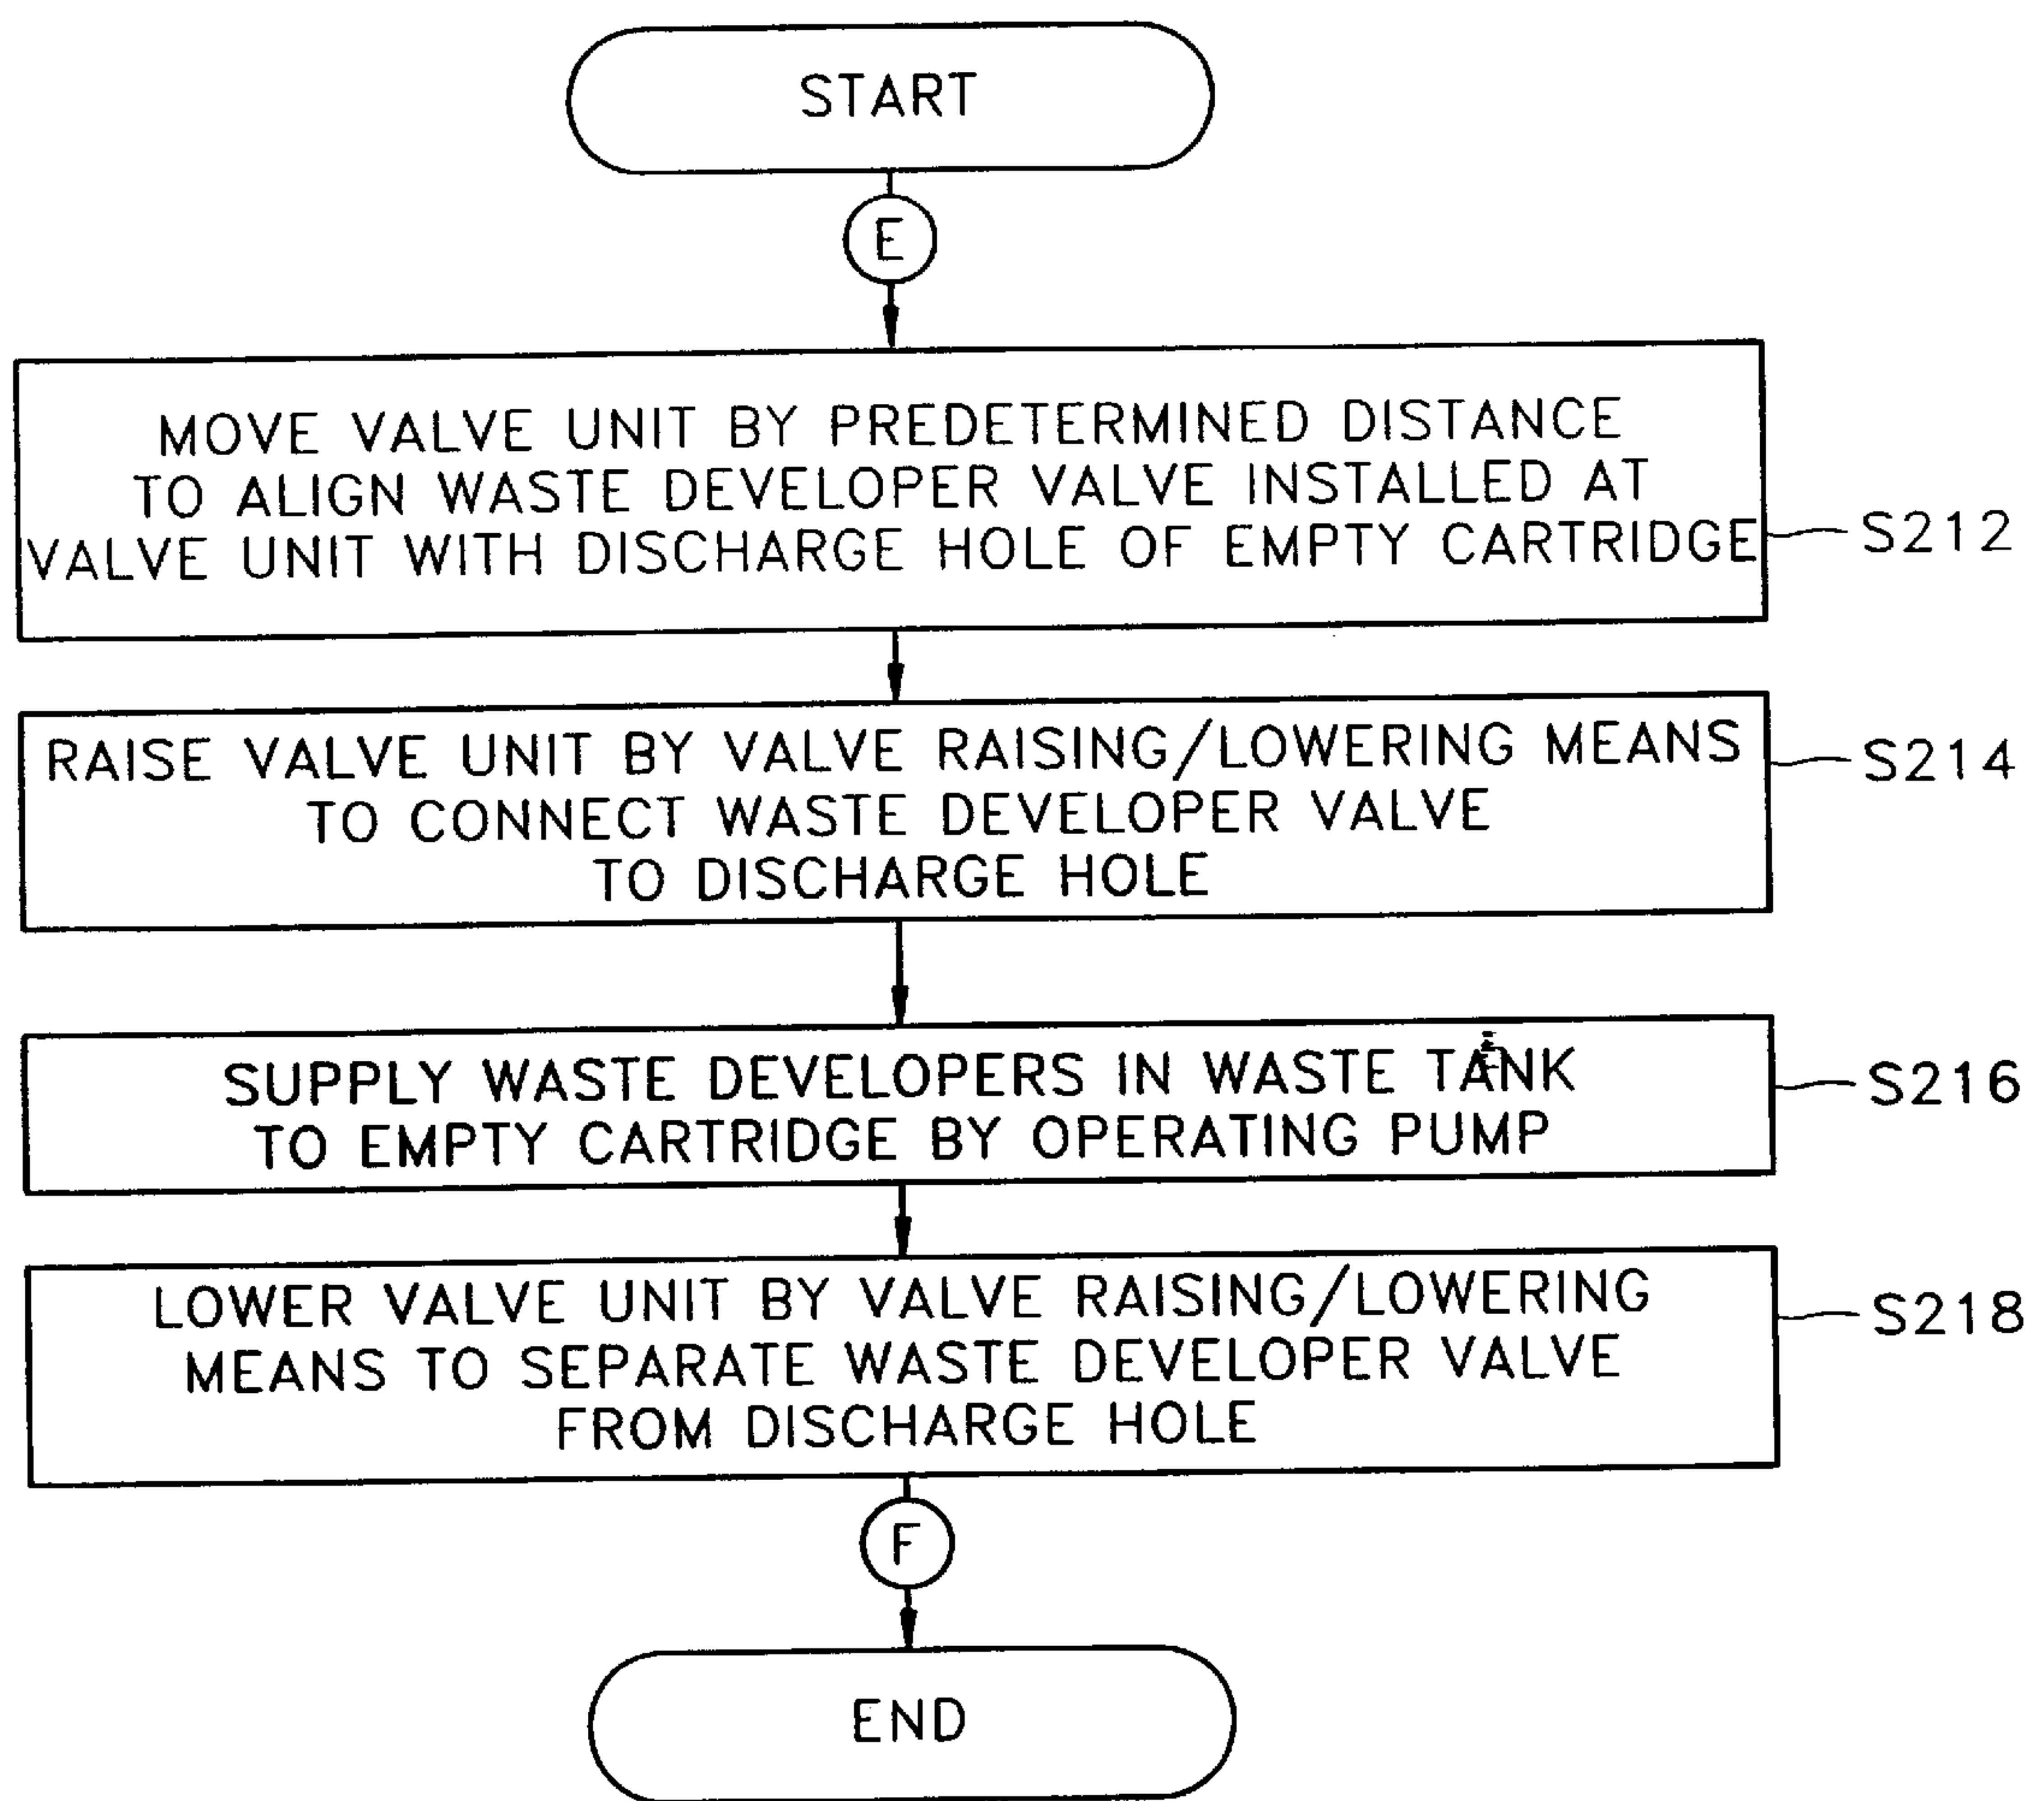 START
E
MOVE VALVE UNIT BY PREDETERMINED DISTANCE
TO ALIGN WASTE DEVELOPER VALVE INSTALLED AT
VALVE UNIT WITH DISCHARGE HOLE OF EMPTY CARTRIDGE
S212
RAISE VALVE UNIT BY VALVE RAISING/LOWERING MEANS
TO CONNECT WASTE DEVELOPER VALVE
TO DISCHARGE HOLE
S214
SUPPLY WASTE DEVELOPERS IN WASTE TANK
TO EMPTY CARTRIDGE BY OPERATING PUMP
S216
LOWER VALVE UNIT BY VALVE RAISING/LOWERING
MEANS TO SEPARATE WASTE DEVELOPER VALVE
FROM DISCHARGE HOLE
S218
F
END